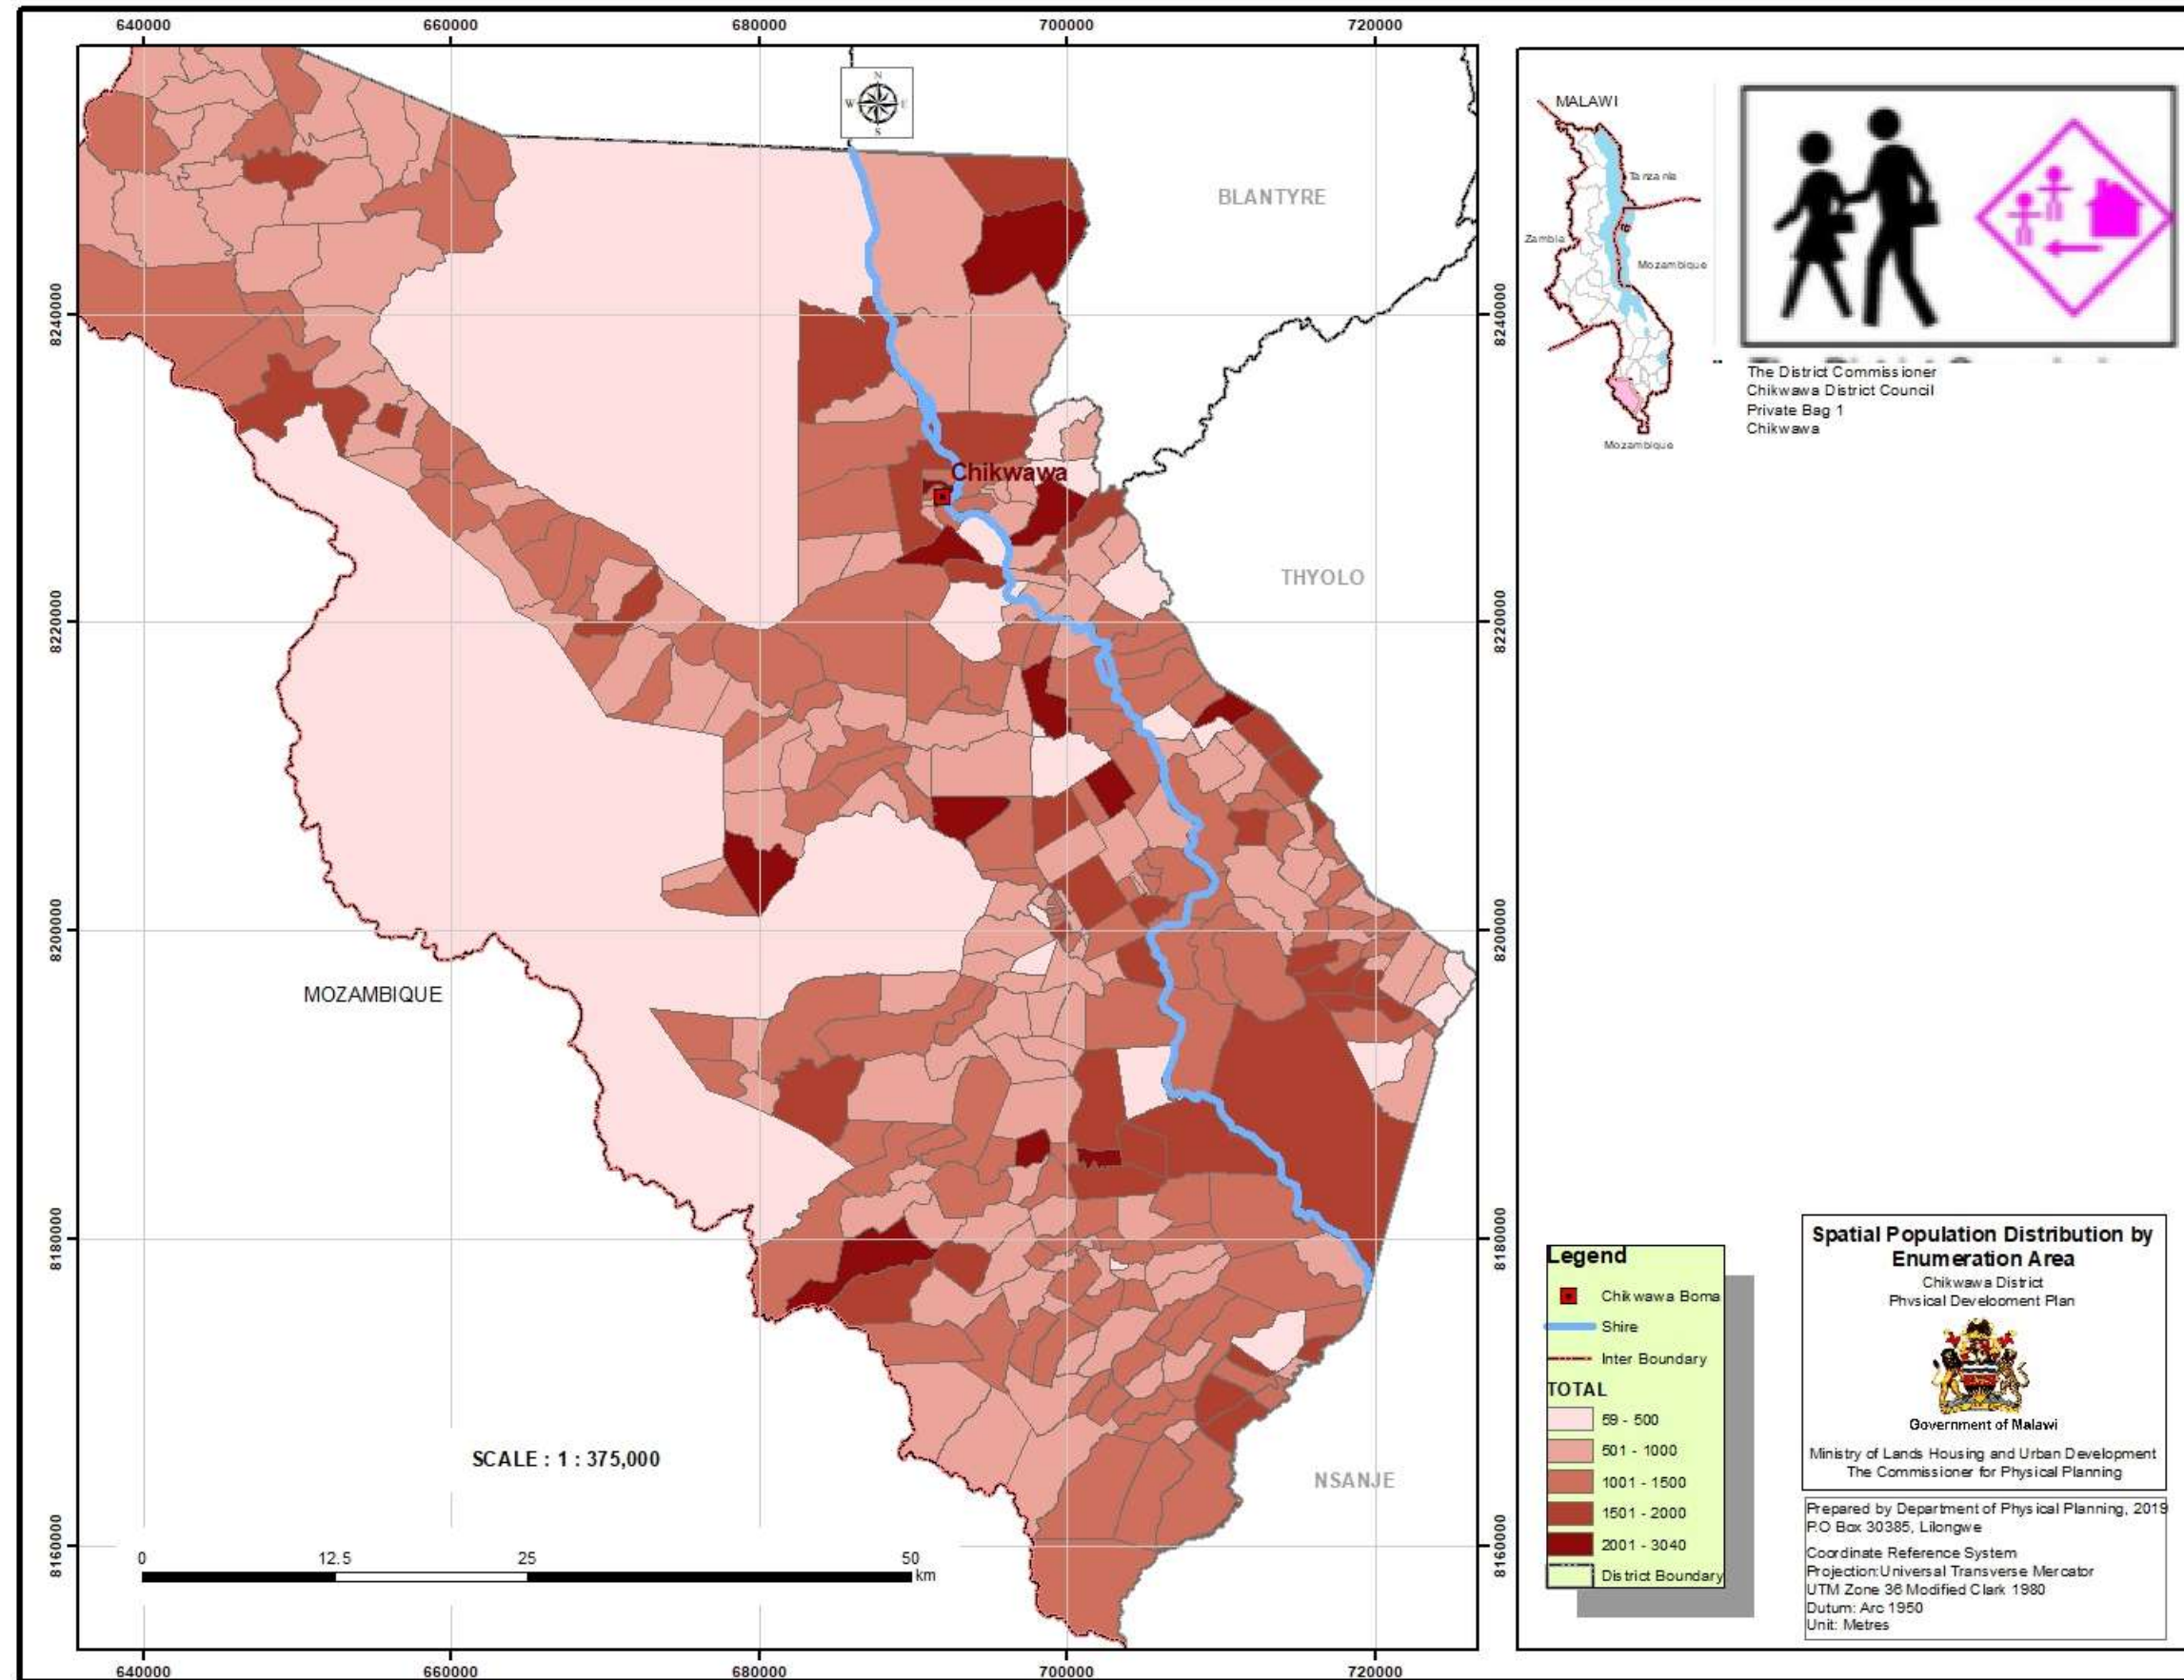 640000 660000 680000 700000 720000
N
W E
S
8240000
8220000
8200000
8180000
8160000
BLANTYRE
Chikwawa
THYOLO
MOZAMBIQUE
NSANJE
SCALE : 1 : 375,000
0 12.5 25 50
km
8240000
8220000
8200000
8180000
8160000
640000 660000 680000 700000 720000
MALAWI
Tanzania
Zambia
Mozambique
Mozambique
The District Commissioner
Chikwawa District Council
Private Bag 1
Chikwawa
Legend
Chikwawa Boma
Shire
Inter Boundary
TOTAL
59 - 500
501 - 1000
1001 - 1500
1501 - 2000
2001 - 3040
District Boundary
Spatial Population Distribution by
Enumeration Area
Chikwawa District
Physical Development Plan
Government of Malawi
Ministry of Lands Housing and Urban Development
The Commissioner for Physical Planning
Prepared by Department of Physical Planning, 2019
P.O Box 30385, Lilongwe
Coordinate Reference System
Projection:Universal Transverse Mercator
UTM Zone 36 Modified Clark 1980
Dutum: Arc 1950
Unit: Metres